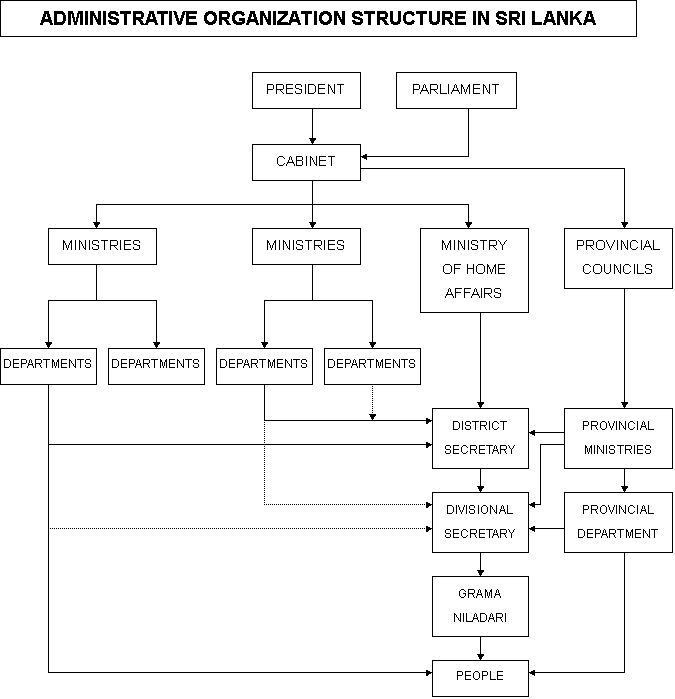 ADMINISTRATIVE ORGANIZATION STRUCTURE IN SRI LANKA
PRESIDENT
PARLIAMENT
CABINET
MINISTRIES
MINISTRIES
MINISTRY
OF HOME
AFFAIRS
PROVINCIAL
COUNCILS
DEPARTMENTS
DEPARTMENTS
DEPARTMENTS
DEPARTMENTS
DISTRICT
SECRETARY
PROVINCIAL
MINISTRIES
DIVISIONAL
SECRETARY
PROVINCIAL
DEPARTMENT
GRAMA
NILADARI
PEOPLE